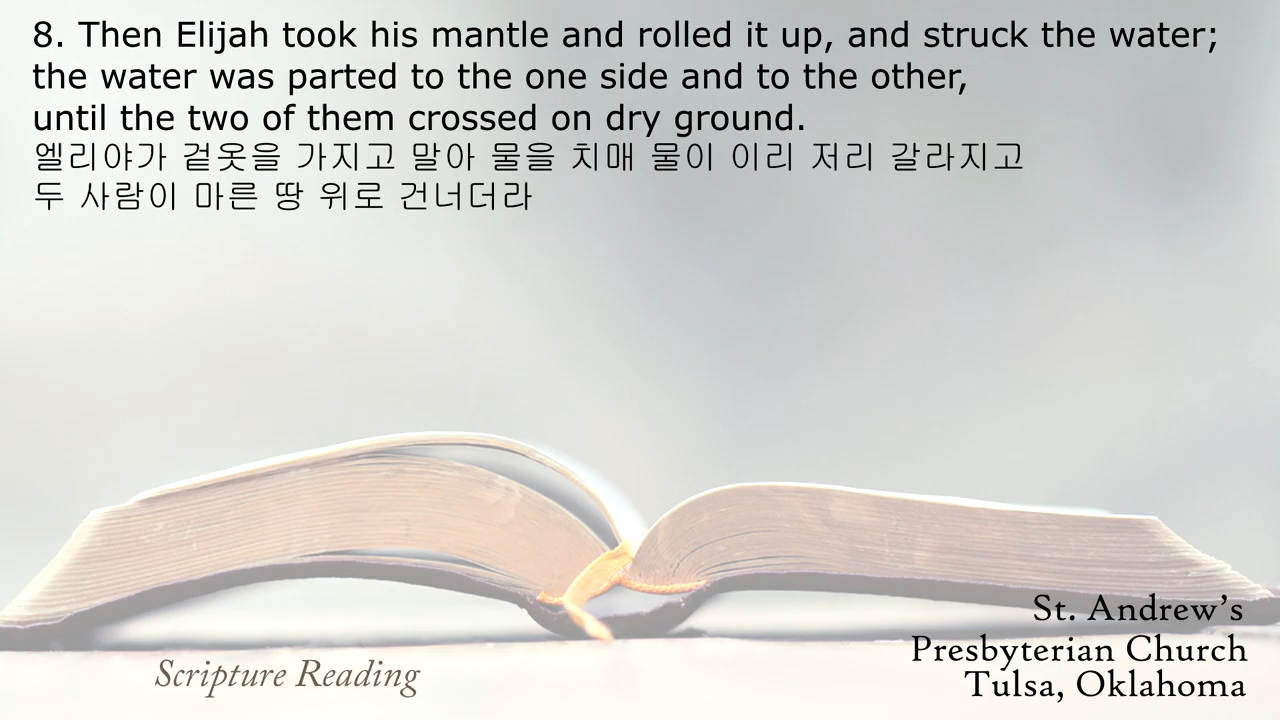 8. Then Elijah took his mantle and rolled it up, and struck the water;
the water was parted to the one side and to the other,
until the two of them crossed on dry ground.
엘리야가 겉옷을 가지고 말아 물을 치매 물이 이리 저리 갈라지고
두 사람이 마른 땅 위로 건너더라
St. Andrew's
Presbyterian Church
Tulsa, Oklahoma
Scripture Reading